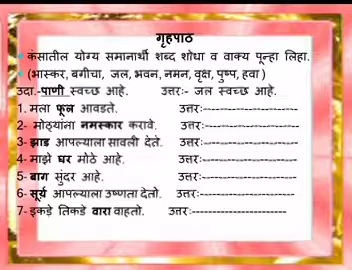 गृहपाठ
कंसातील योग्य समानार्थी शब्द शोधा व वाक्य पून्हा लिहा.
(भास्कर, बगीचा, जल, भवन, नमन, वृक्ष, पुष्प, हवा)
उदा.-पाणी स्वच्छ आहे. उत्तर:- जल स्वच्छ आहे.
1. मला फूल आवडते. उत्तर:-----------------------
2- मोठ्यांना नमस्कार करावे. उत्तर:-----------------------
3- झाड आपल्याला सावली देते. उत्तर:-----------------------
4- माझे घर मोठे आहे. उत्तर:-----------------------
5- बाग सुंदर आहे. उत्तर:-----------------------
6- सूर्य आपल्याला उष्णता देतो. उत्तर:-----------------------
7- इकडे तिकडे वारा वाहतो. उत्तर:-----------------------